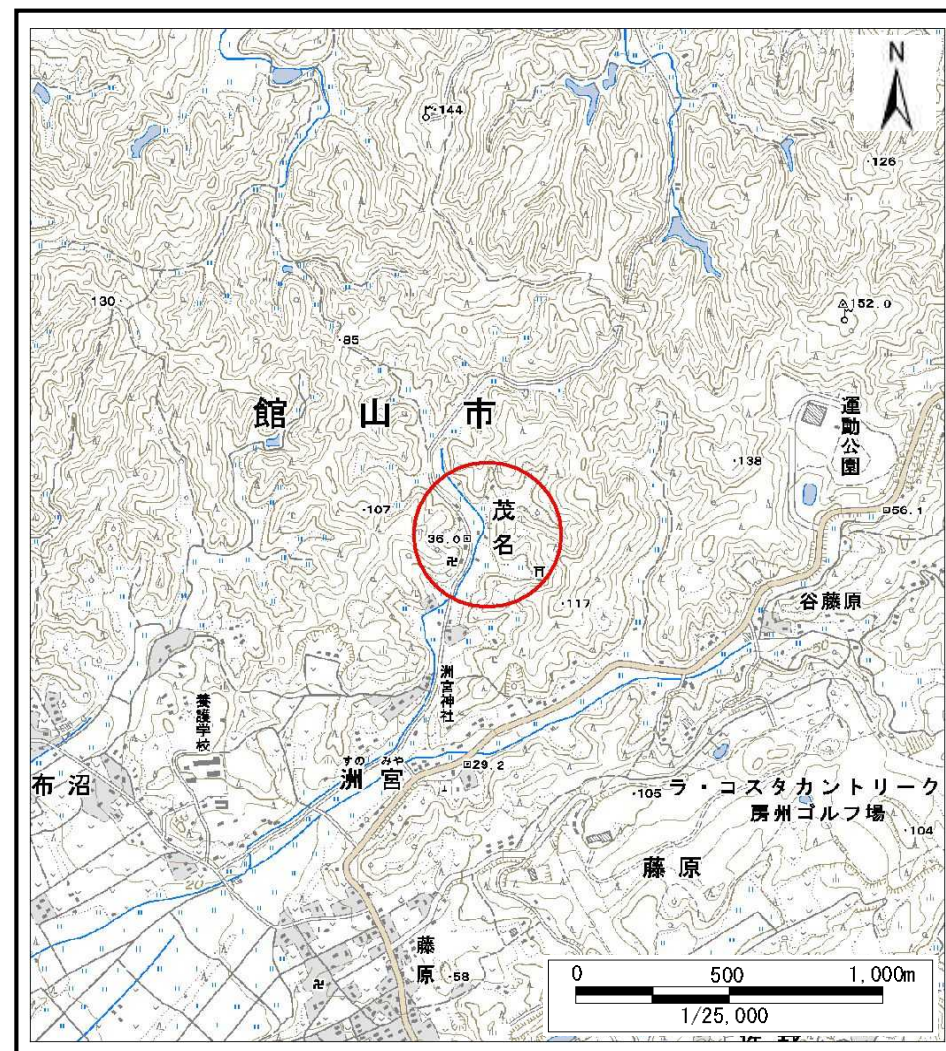 N
144
126
130
152.0
85
館山市
運動公園
138
107
茂名
36.0
56.1
117
谷藤原
50
洲宮神社
養護学校
すのみや
洲宮
29.2
布沼
105
ラ・コスタカントリーク
房州ゴルフ場
104
20
藤原
藤原
58
0 500 1,000m
1/25,000